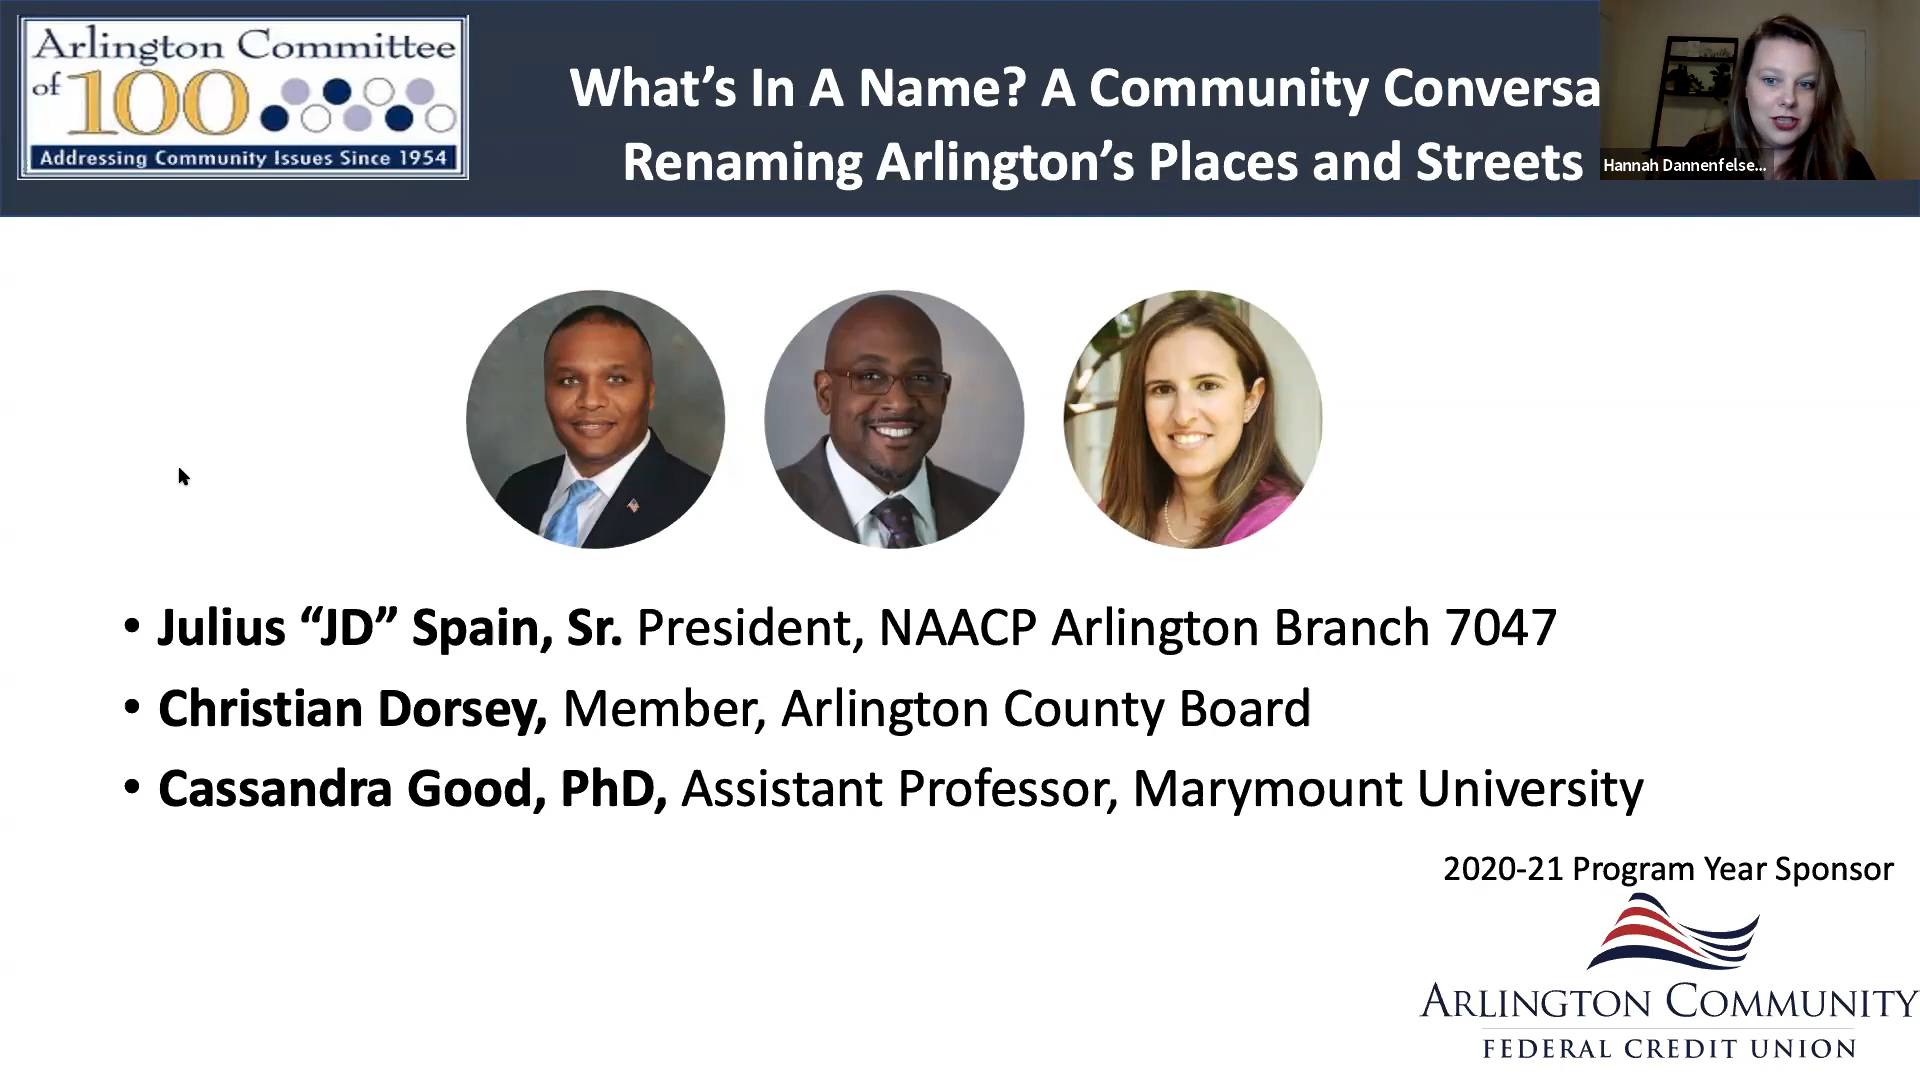 Arlington Committee
of 100
Addressing Community Issues Since 1954
What's In A Name? A Community Conversa
Renaming Arlington's Places and Streets
Hannah Dannenfelse...
• Julius “JD” Spain, Sr. President, NAACP Arlington Branch 7047
• Christian Dorsey, Member, Arlington County Board
• Cassandra Good, PhD, Assistant Professor, Marymount University
2020-21 Program Year Sponsor
ARLINGTON COMMUNITY
FEDERAL CREDIT UNION